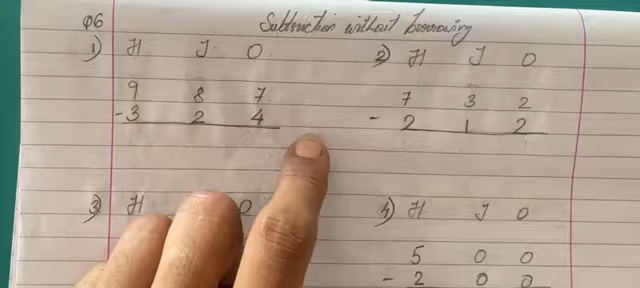 Q6 Subtraction without borrowing
1) H T O 2) H T O
9 8 7 7 3 2
- 3 2 4 - 2 1 2
3) H O 4) H T O
5 0 0
- 2 0 0